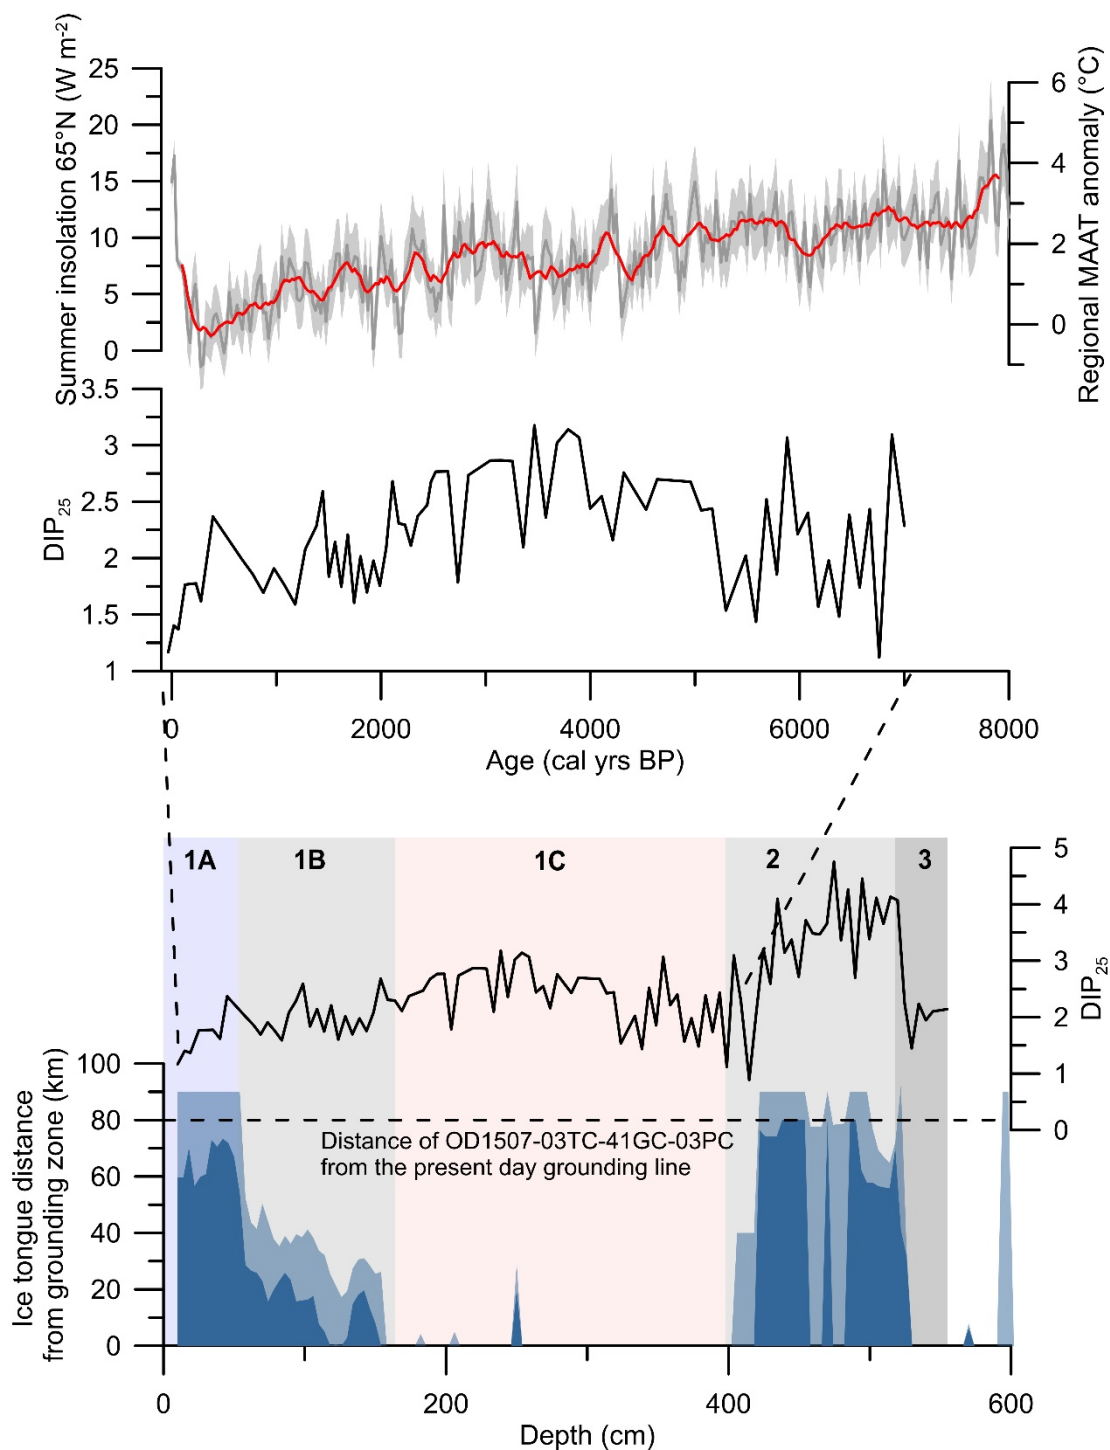 Summer insolation 65°N (W m-2)
25
20
15
10
5
0
6
4
2
0
Regional MAAT anomaly (°C)
DIP25
3.5
3
2.5
2
1.5
1
0 2000 4000 6000 8000
Age (cal yrs BP)
1A 1B 1C 2 3
5
4
3
2
1
0
DIP25
Ice tongue distance
from grounding zone (km)
100
80
60
40
20
0
Distance of OD1507-03TC-41GC-03PC
from the present day grounding line
0 200 400 600
Depth (cm)